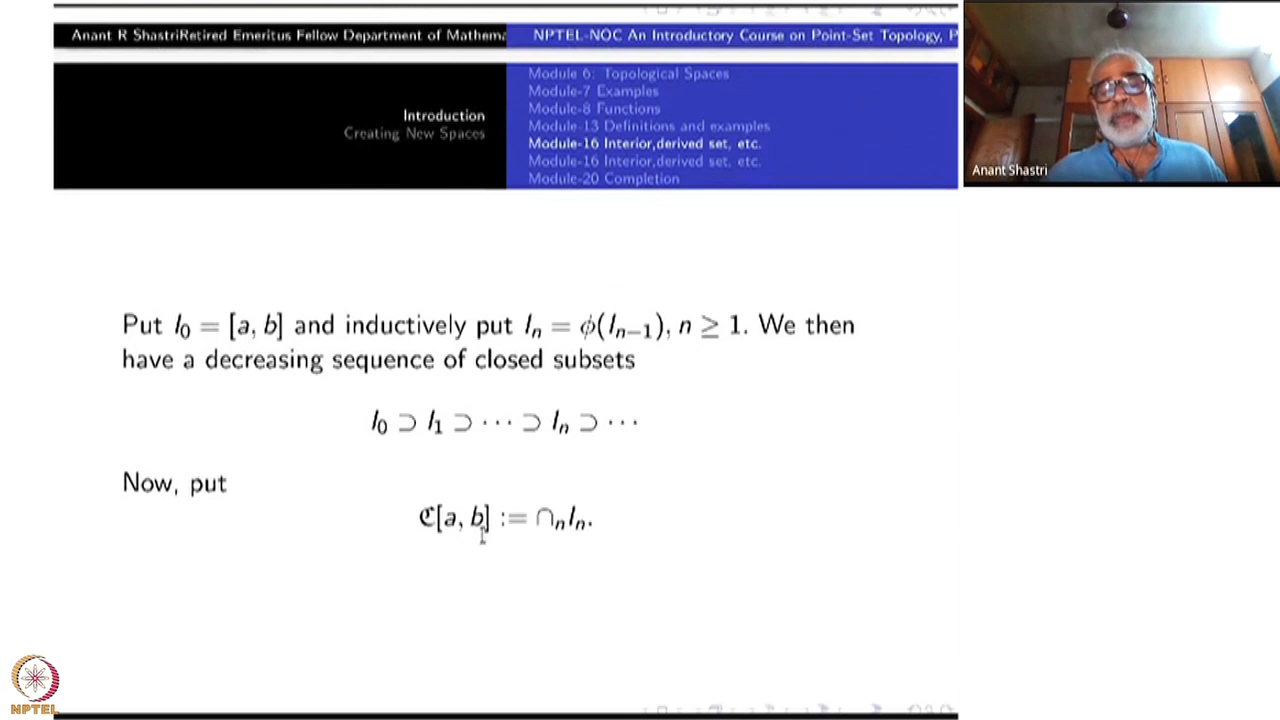 Anant R ShastriRetired Emeritus Fellow Department of Mathema
NPTEL-NOC An Introductory Course on Point-Set Topology, P
Introduction
Creating New Spaces
Module 6: Topological Spaces
Module-7 Examples
Module-8 Functions
Module-13 Definitions and examples
Module-16 Interior,derived set, etc.
Module-16 Interior,derived set, etc.
Module-20 Completion
Anant Shastri
Put I₀ = [a, b] and inductively put Iₙ = ϕ(Iₙ₋₁), n ≥ 1. We then
have a decreasing sequence of closed subsets
I₀ ⊃ I₁ ⊃ ··· ⊃ Iₙ ⊃ ···
Now, put
ℭ[a, b] := ∩ₙIₙ.
NPTEL